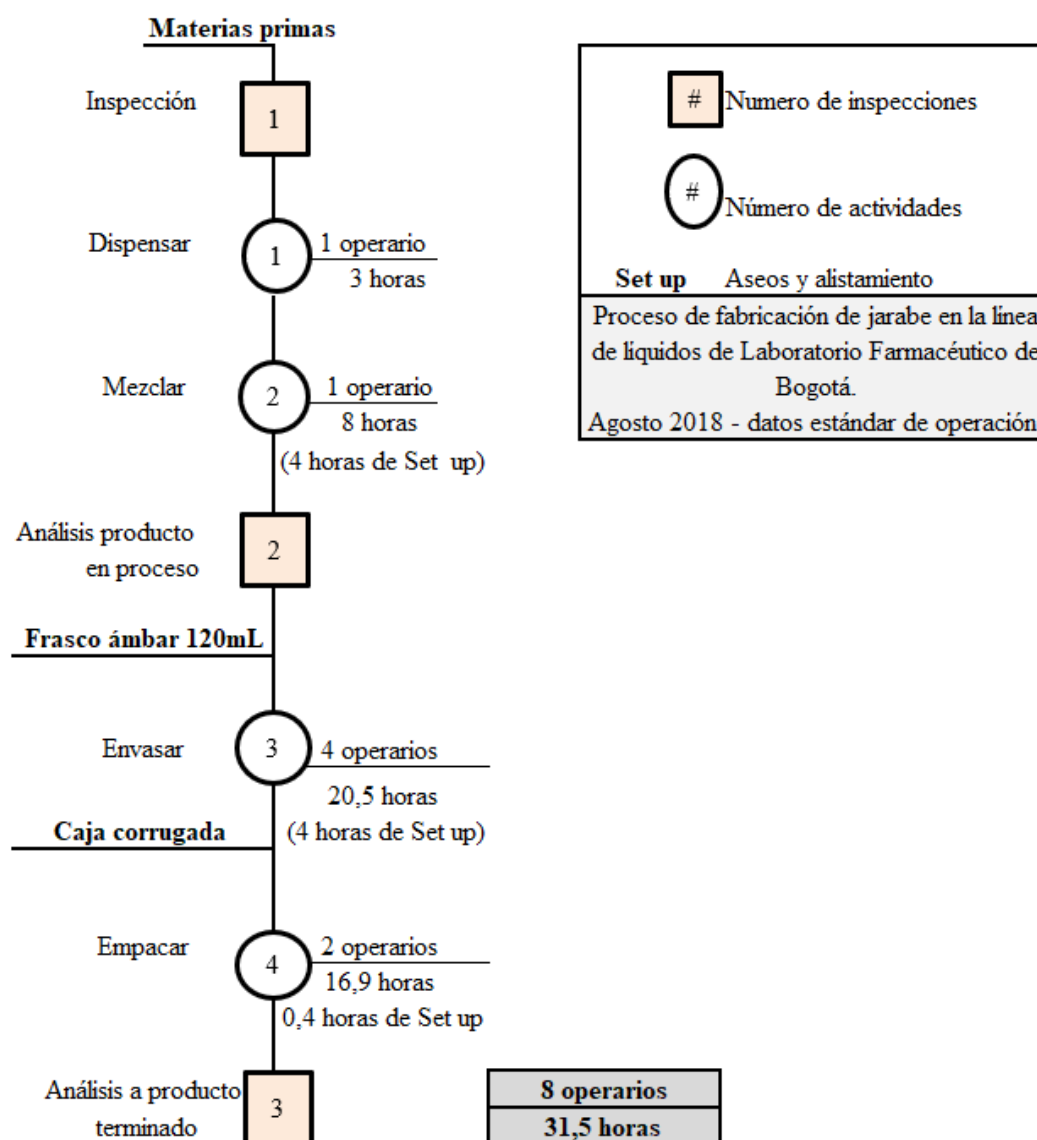 Materias primas
Inspección
1
Dispensar
1
1 operario
3 horas
Mezclar
2
1 operario
8 horas
(4 horas de Set up)
Análisis producto
en proceso
2
Frasco ámbar 120mL
Envasar
3
4 operarios
20,5 horas
(4 horas de Set up)
Caja corrugada
Empacar
4
2 operarios
16,9 horas
0,4 horas de Set up
Análisis a producto
terminado
3
8 operarios
31,5 horas
# Numero de inspecciones
# Número de actividades
Set up Aseos y alistamiento
Proceso de fabricación de jarabe en la línea
de líquidos de Laboratorio Farmacéutico de
Bogotá.
Agosto 2018 - datos estándar de operación